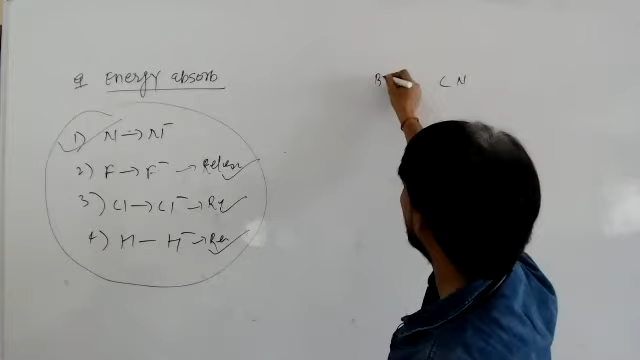 Q Energy absorb
1) N → N⁻
2) F → F⁻ → Release
3) Cl → Cl⁻ → Re
4) H — H⁻ → Re
B C N